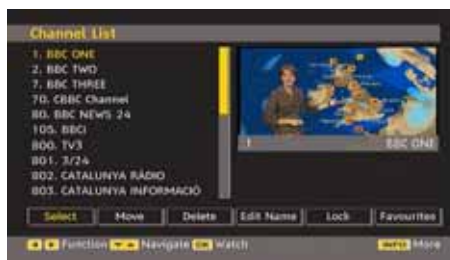 Channel List
1. BBC ONE
2. BBC TWO
7. BBC THREE
70. CBBC Channel
80. BBC NEWS 24
105. BBCi
800. TV3
801. 3/24
802. CATALUNYA RÀDIO
803. CATALUNYA INFORMACIÓ
1 BBC ONE
Select Move Delete Edit Name Lock Favourites
Function Navigate OK Watch INFO More